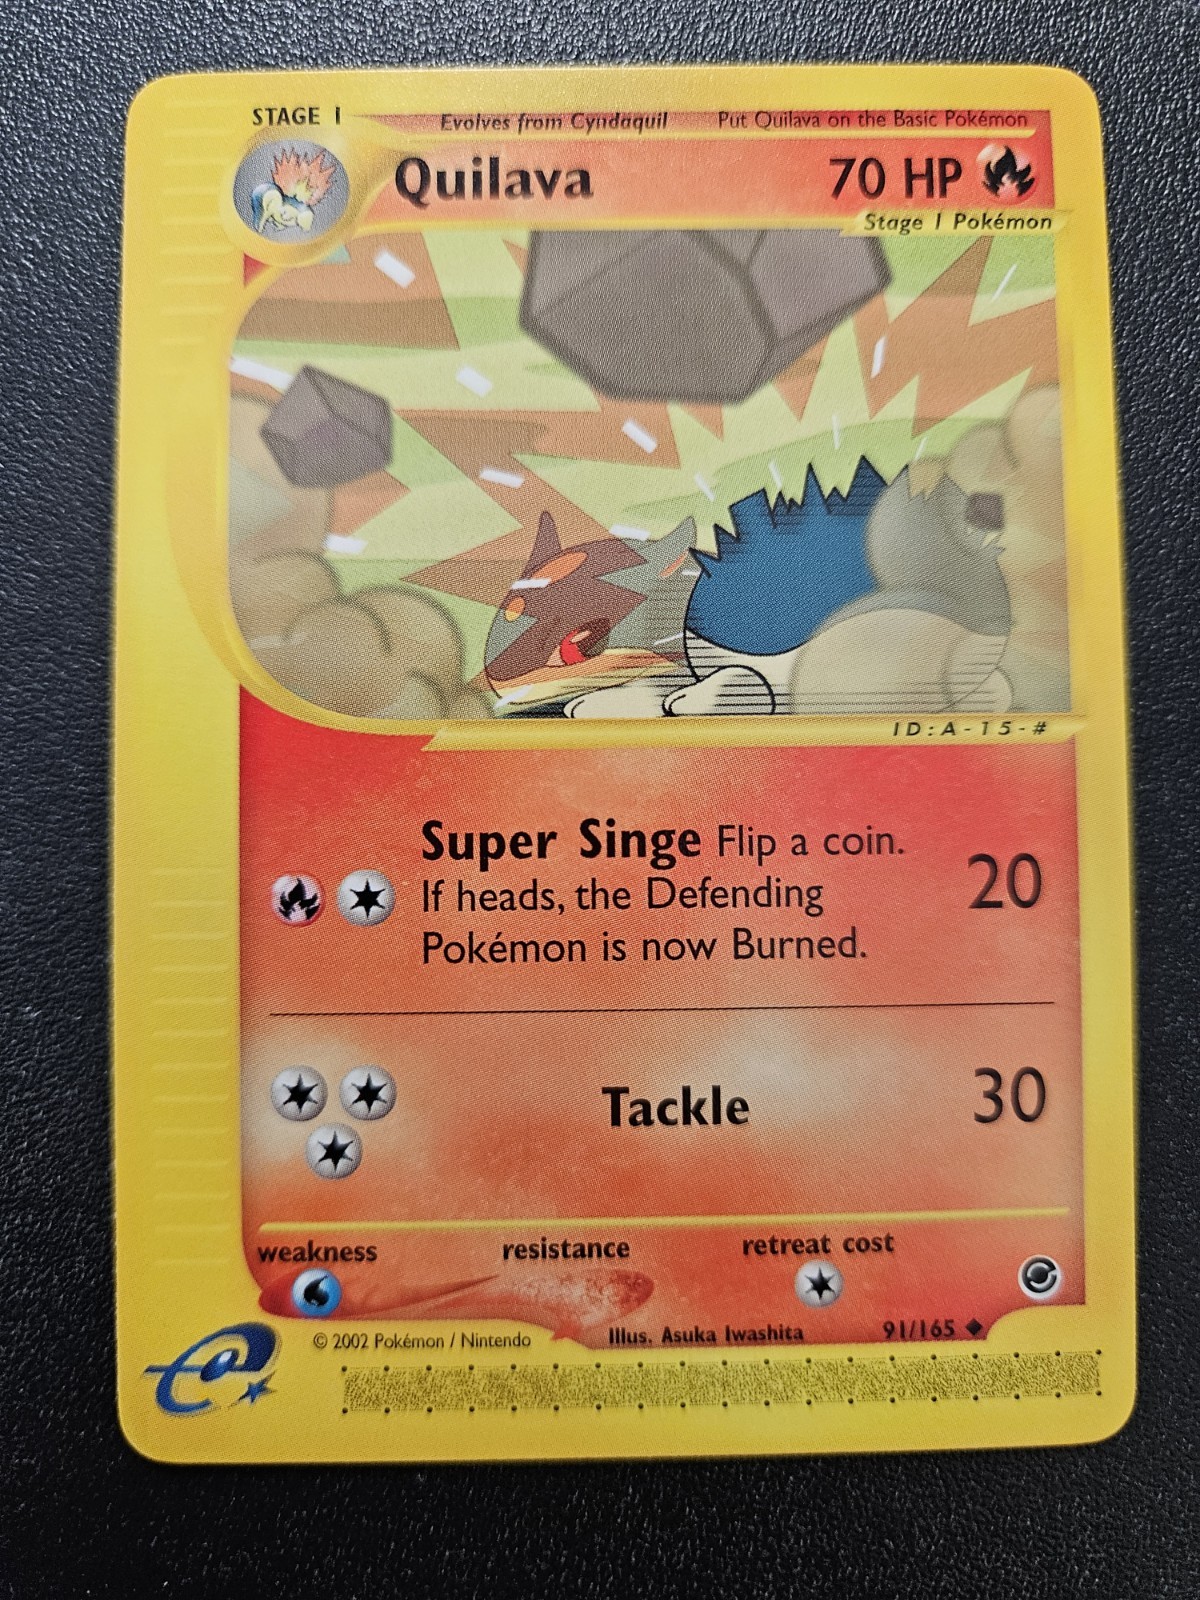 STAGE 1
Evolves from Cyndaquil Put Quilava on the Basic Pokémon
Quilava 70 HP
Stage 1 Pokémon
ID:A-15-#
Super Singe Flip a coin.
If heads, the Defending
Pokémon is now Burned.
20
Tackle 30
weakness resistance retreat cost
© 2002 Pokémon / Nintendo Illus. Asuka Iwashita 91/165
e